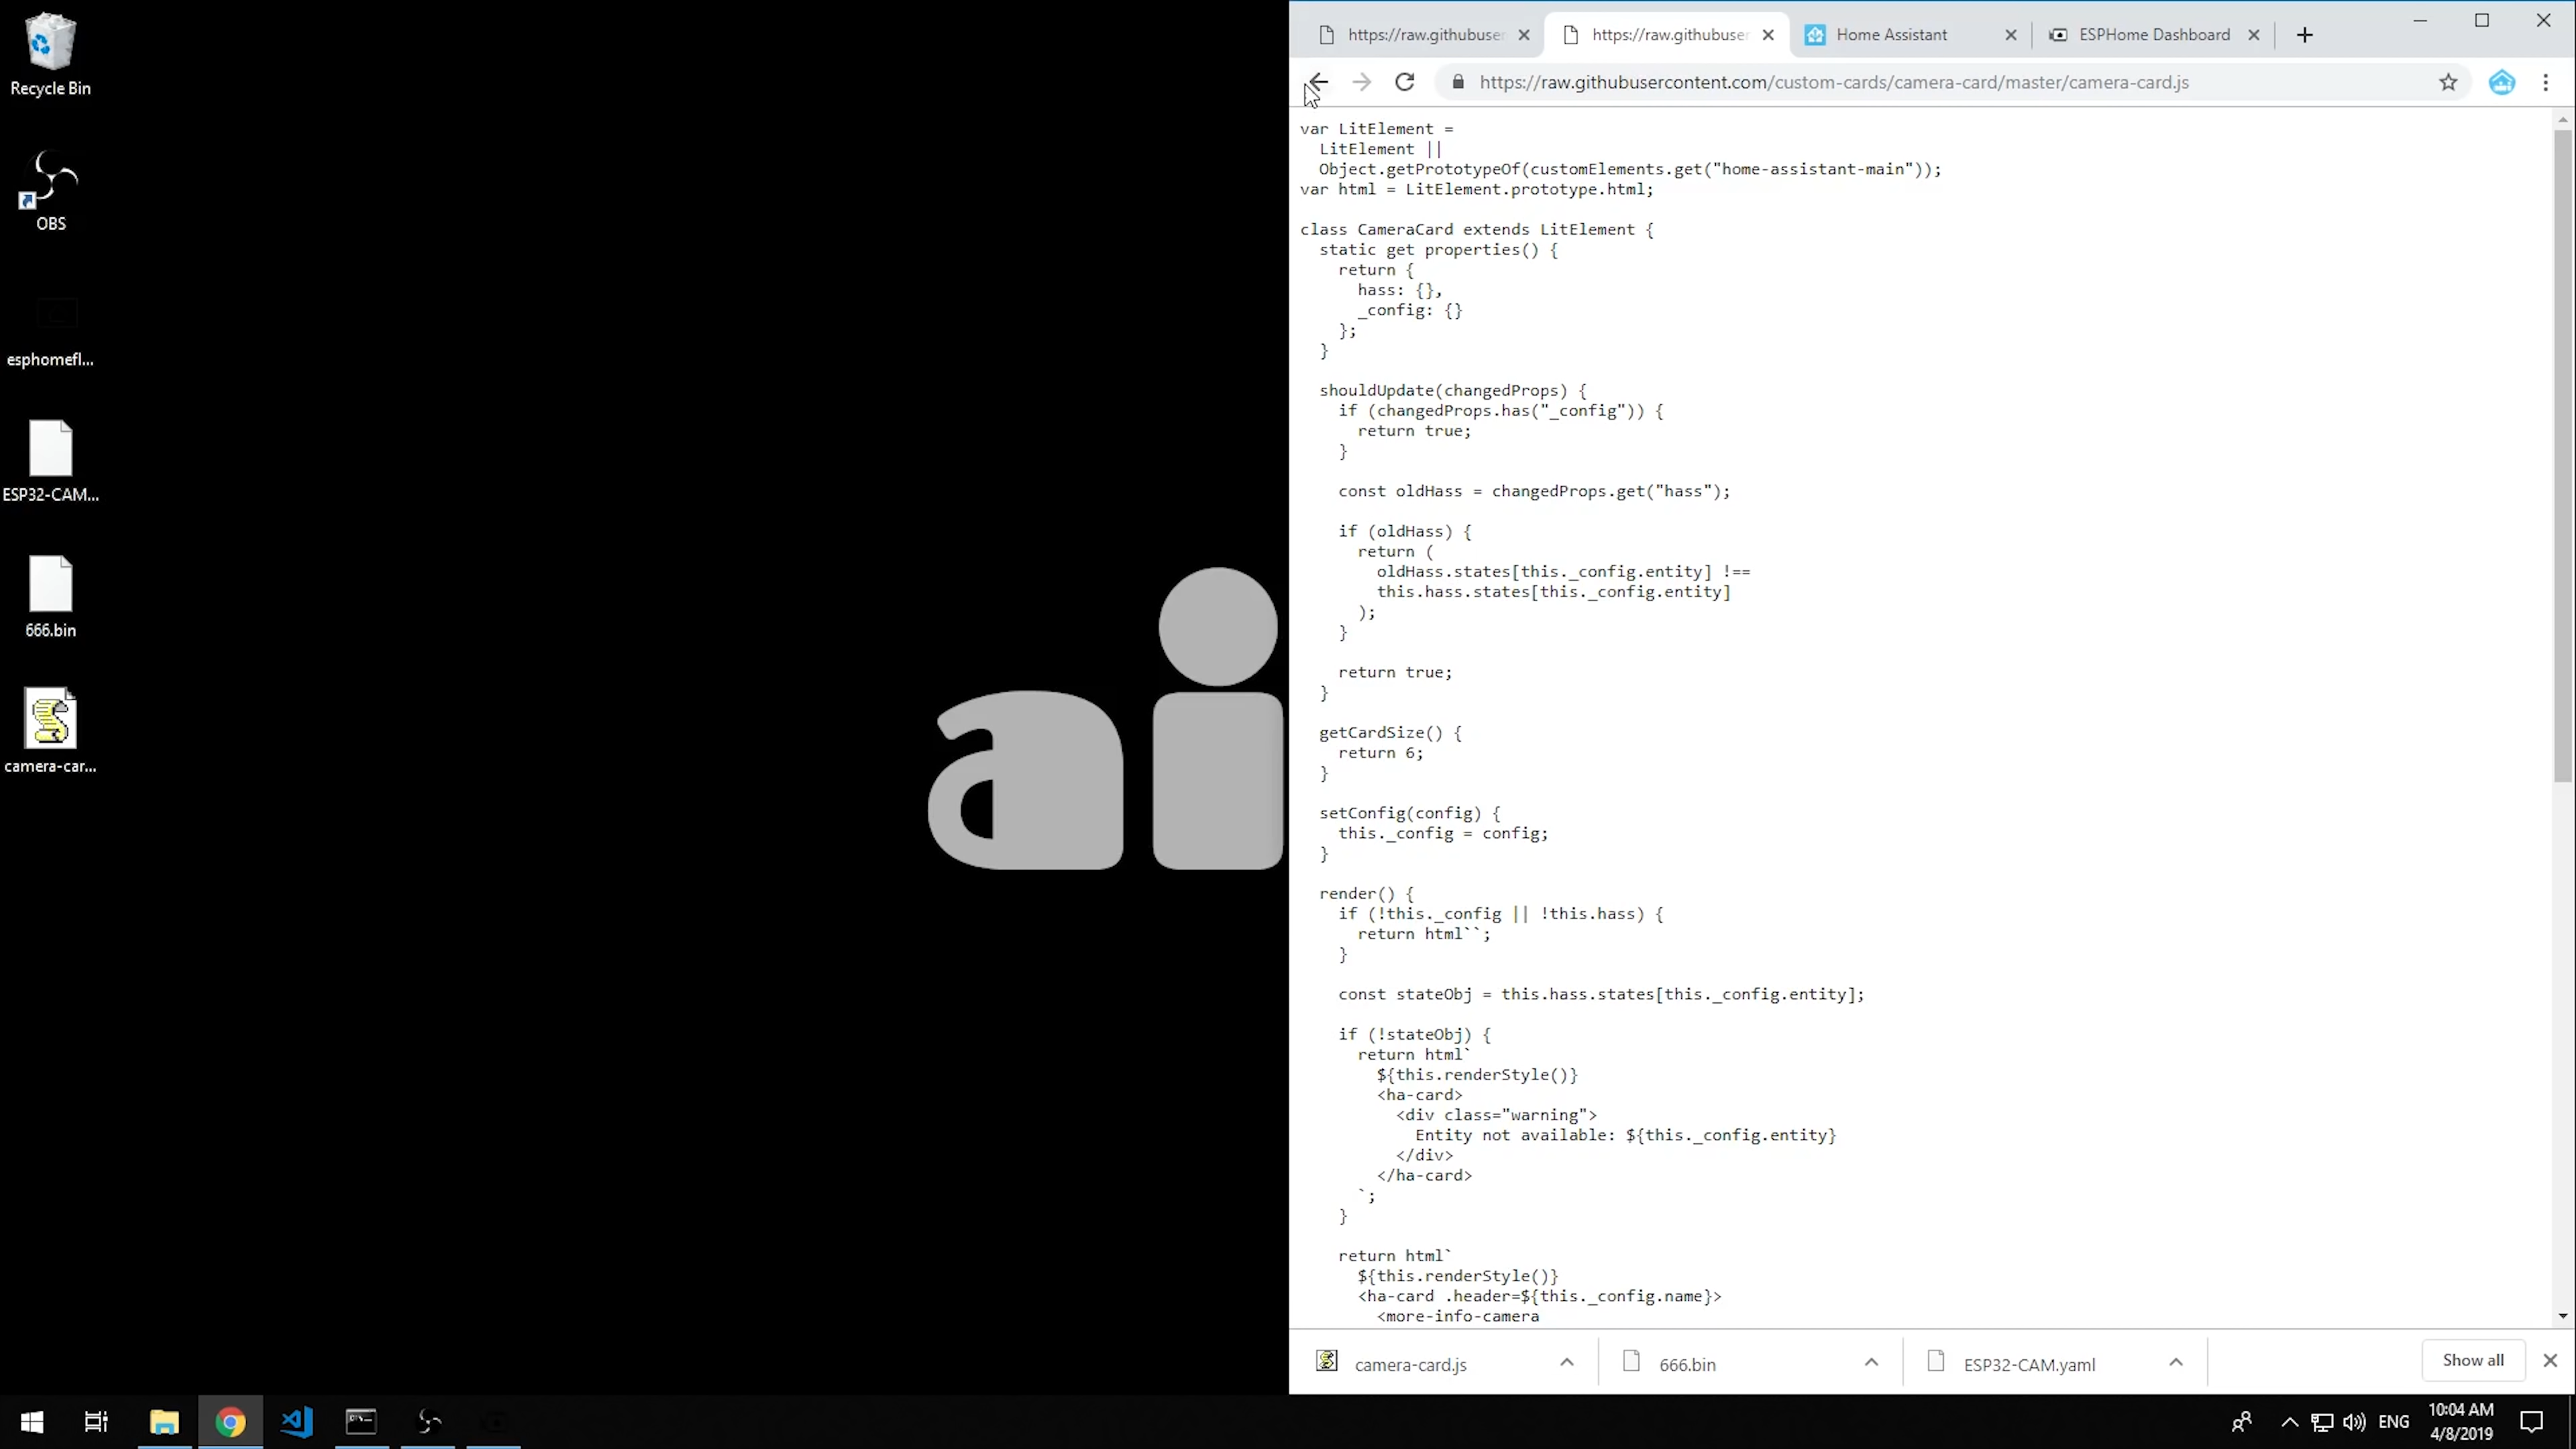 Recycle Bin
OBS
esphomefl...
ESP32-CAM...
666.bin
camera-car...
ai
https://raw.githubuser
https://raw.githubuser
Home Assistant
ESPHome Dashboard
https://raw.githubusercontent.com/custom-cards/camera-card/master/camera-card.js
var LitElement =
  LitElement ||
  Object.getPrototypeOf(customElements.get("home-assistant-main"));
var html = LitElement.prototype.html;
class CameraCard extends LitElement {
  static get properties() {
    return {
      hass: {},
      _config: {}
    };
  }
  shouldUpdate(changedProps) {
    if (changedProps.has("_config")) {
      return true;
    }
    const oldHass = changedProps.get("hass");
    if (oldHass) {
      return (
        oldHass.states[this._config.entity] !==
        this.hass.states[this._config.entity]
      );
    }
    return true;
  }
  getCardSize() {
    return 6;
  }
  setConfig(config) {
    this._config = config;
  }
  render() {
    if (!this._config || !this.hass) {
      return html``;
    }
    const stateObj = this.hass.states[this._config.entity];
    if (!stateObj) {
      return html`
        ${this.renderStyle()}
        <ha-card>
          <div class="warning">
            Entity not available: ${this._config.entity}
          </div>
        </ha-card>
      `;
    }
    return html`
      ${this.renderStyle()}
      <ha-card .header=${this._config.name}>
        <more-info-camera
camera-card.js
666.bin
ESP32-CAM.yaml
Show all
ENG
10:04 AM
4/8/2019